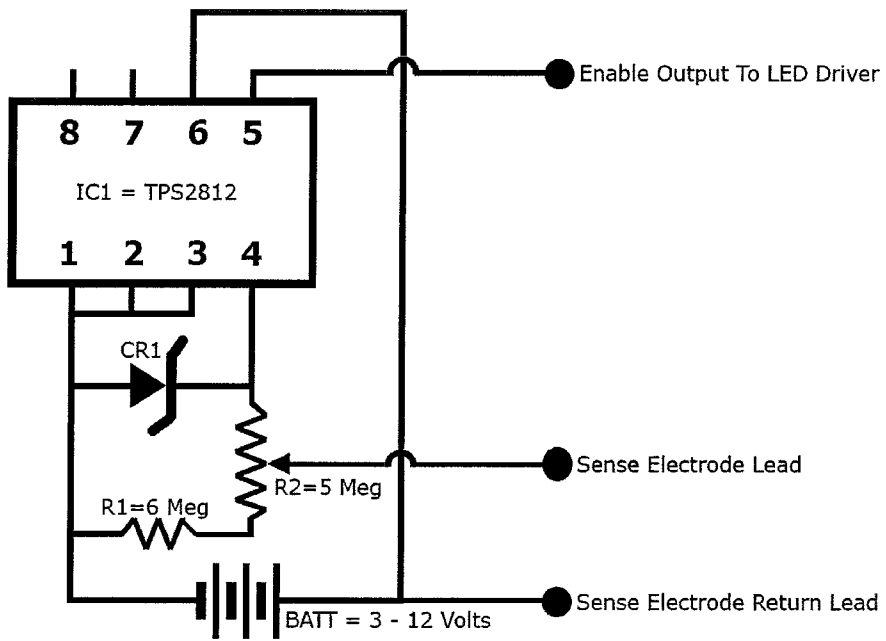 Enable Output To LED Driver
8 7 6 5
IC1 = TPS2812
1 2 3 4
CR1
Sense Electrode Lead
R2=5 Meg
R1=6 Meg
Sense Electrode Return Lead
BATT = 3 - 12 Volts